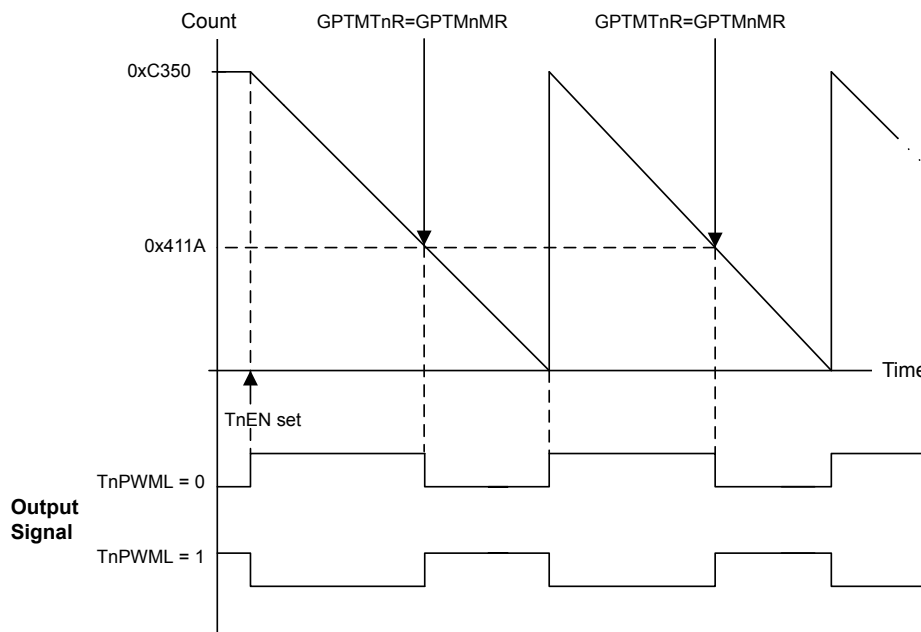 Count
GPTMTnR=GPTMnMR
GPTMTnR=GPTMnMR
0xC350
0x411A
Time
TnEN set
TnPWML = 0
Output
Signal
TnPWML = 1